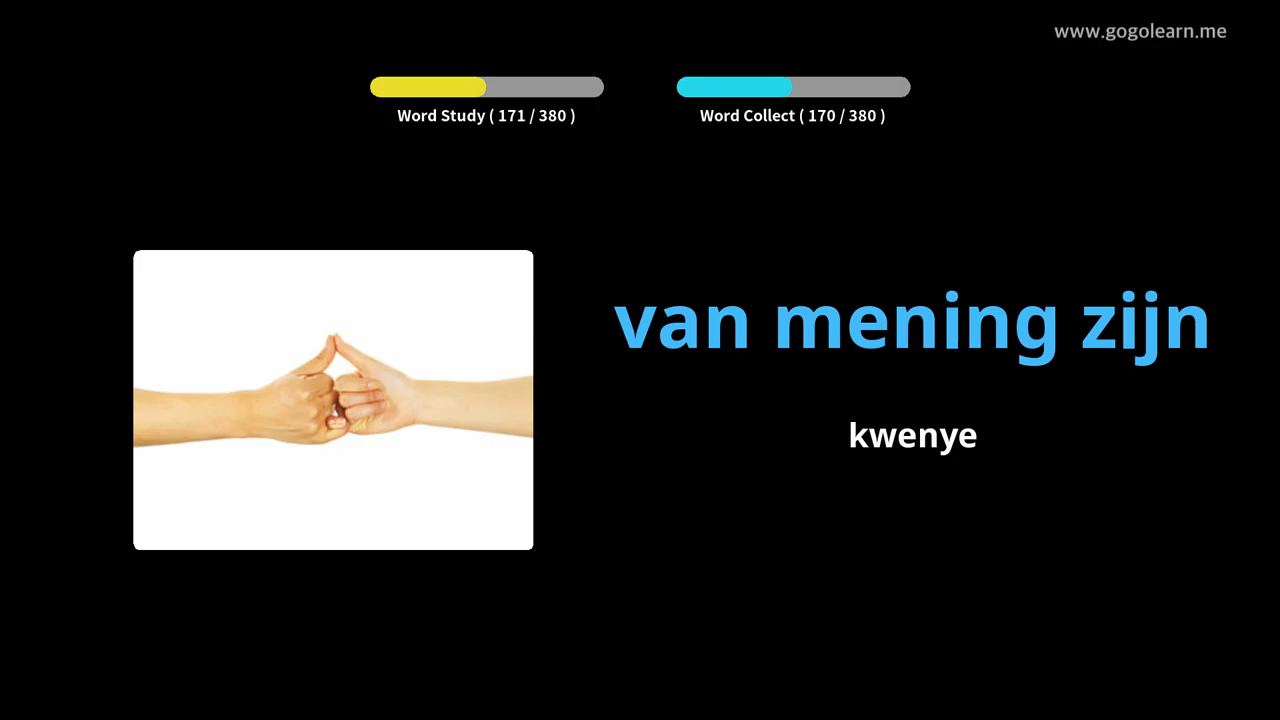 www.gogolearn.me
Word Study ( 171 / 380 )
Word Collect ( 170 / 380 )
van mening zijn
kwenye